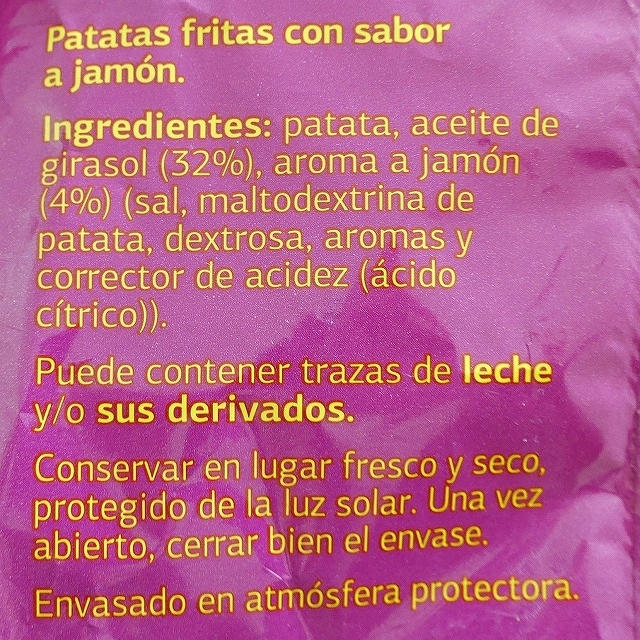 Patatas fritas con sabor
a jamón.
Ingredientes: patata, aceite de
girasol (32%), aroma a jamón
(4%) (sal, maltodextrina de
patata, dextrosa, aromas y
corrector de acidez (ácido
cítrico)).
Puede contener trazas de leche
y/o sus derivados.
Conservar en lugar fresco y seco,
protegido de la luz solar. Una vez
abierto, cerrar bien el envase.
Envasado en atmósfera protectora.